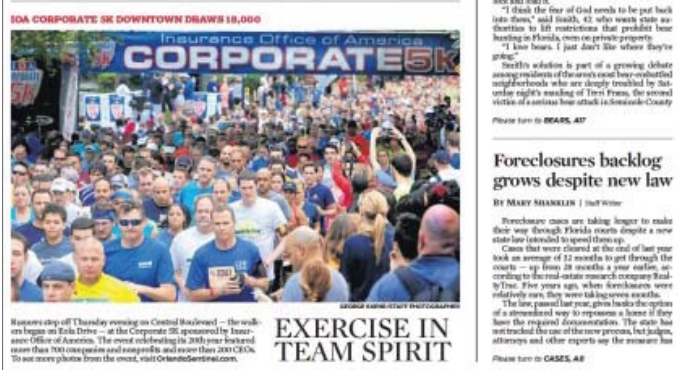 IOA CORPORATE 5K DOWNTOWN DRAWS 18,000
Insurance Office of America
CORPORATE5K
GEORGE SKENE/STAFF PHOTOGRAPHER
Runners step off Thursday evening on Central Boulevard — the walk-
ers began on Eola Drive — at the Corporate 5K sponsored by Insur-
ance Office of America. The event celebrating its 20th year featured
more than 700 companies and nonprofits and more than 200 CEOs.
To see more photos from the event, visit OrlandoSentinel.com.
EXERCISE IN
TEAM SPIRIT
"I think the fear of God needs to be put back
into them," said Smith, 42, who wants state au-
thorities to lift restrictions that prohibit bear
hunting in Florida, even on private property.
"I love bears. I just don't like where they're
going."
Smith's solution is part of a growing debate
among residents of the area's most bear-embattled
neighborhoods who are deeply troubled by Sat-
urday night's mauling of Terri Frana, the second
victim of a serious bear attack in Seminole County
Please turn to BEARS, A17
Foreclosures backlog
grows despite new law
BY MARY SHANKLIN | Staff Writer
Foreclosure cases are taking longer to make
their way through Florida courts despite a new
state law intended to speed them up.
Cases that were cleared at the end of last year
took an average of 32 months to get through the
courts — up from 28 months a year earlier, ac-
cording to the real-estate research company Real-
tyTrac. Five years ago, when foreclosures were
relatively rare, they were taking seven months.
The law, passed last year, gives banks the option
of a streamlined way to repossess a home if they
have the required documentation. The state has
not tracked the use of the new process, but judges,
attorneys and other experts say the measure has
Please turn to CASES, A8